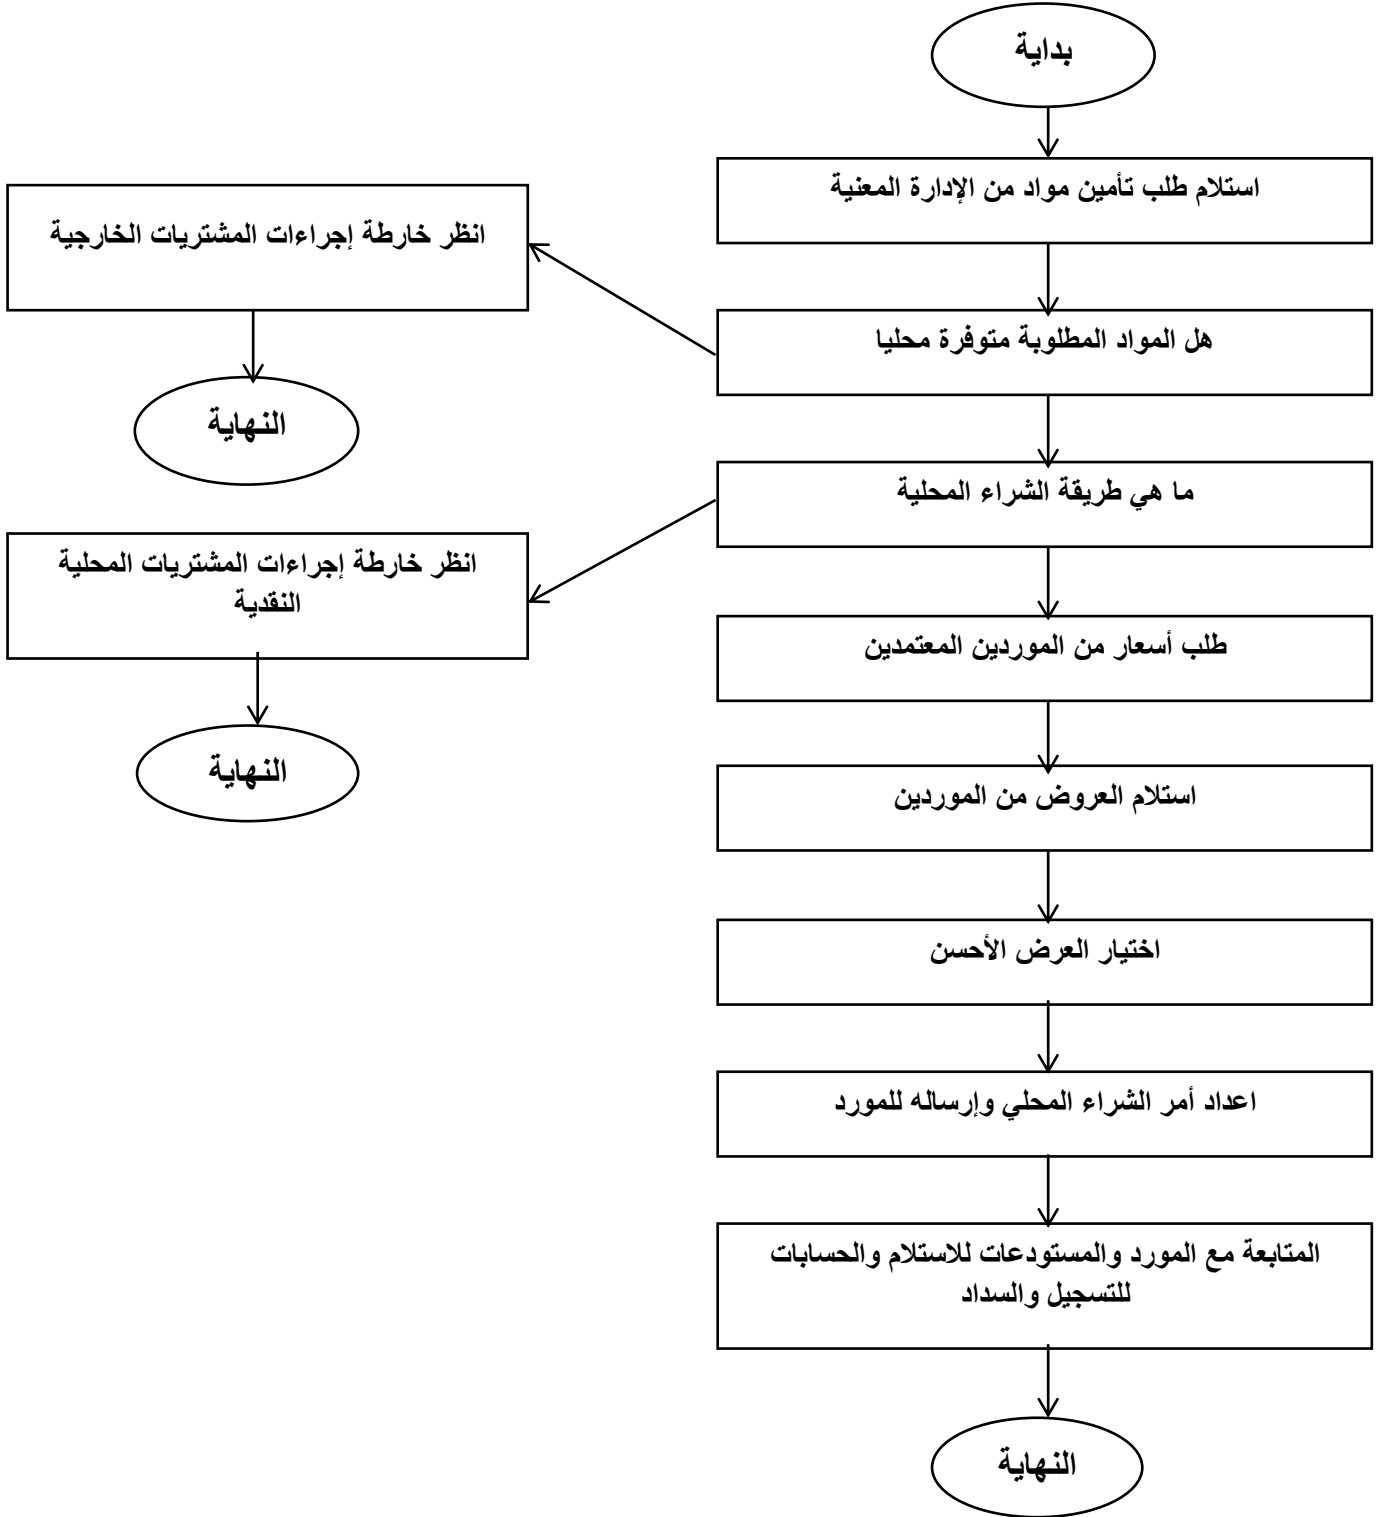 بداية
استلام طلب تأمين مواد من الإدارة المعنية
هل المواد المطلوبة متوفرة محليا
انظر خارطة إجراءات المشتريات الخارجية
النهاية
ما هي طريقة الشراء المحلية
انظر خارطة إجراءات المشتريات المحلية
النقدية
النهاية
طلب أسعار من الموردين المعتمدين
استلام العروض من الموردين
اختيار العرض الأحسن
اعداد أمر الشراء المحلي وإرساله للمورد
المتابعة مع المورد والمستودعات للاستلام والحسابات
للتسجيل والسداد
النهاية